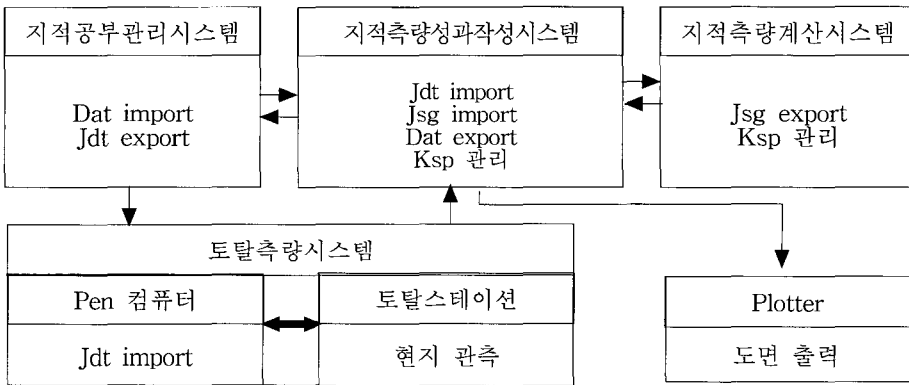 지적공부관리시스템
Dat import
Jdt export
지적측량성과작성시스템
Jdt import
Jsg import
Dat export
Ksp 관리
지적측량계산시스템
Jsg export
Ksp 관리
토탈측량시스템
Pen 컴퓨터
Jdt import
토탈스테이션
현지 관측
Plotter
도면 출력